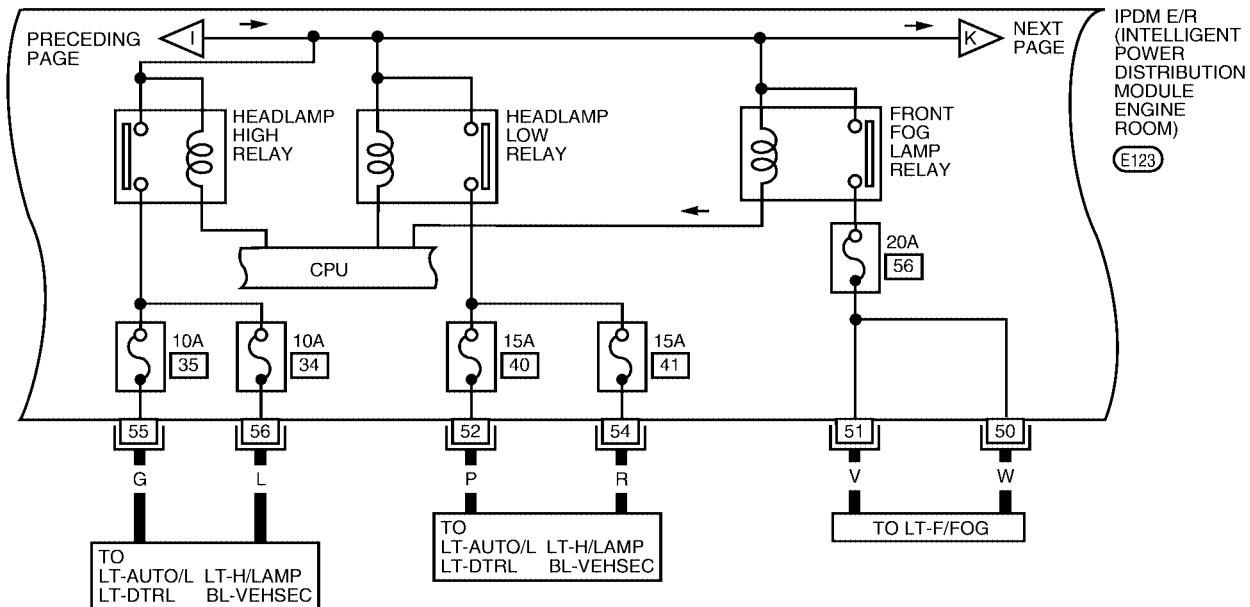 PRECEDING
PAGE
I
K
NEXT
PAGE
IPDM E/R
(INTELLIGENT
POWER
DISTRIBUTION
MODULE
ENGINE
ROOM)
E123
HEADLAMP
HIGH
RELAY
HEADLAMP
LOW
RELAY
FRONT
FOG
LAMP
RELAY
CPU
20A
56
10A
35
10A
34
15A
40
15A
41
55
56
52
54
51
50
G
L
P
R
V
W
TO
LT-AUTO/L LT-H/LAMP
LT-DTRL BL-VEHSEC
TO
LT-AUTO/L LT-H/LAMP
LT-DTRL BL-VEHSEC
TO LT-F/FOG